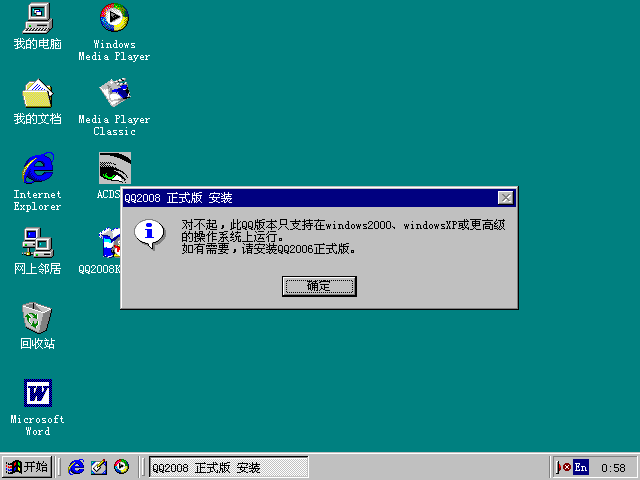 我的电脑
Windows
Media Player
我的文档
Media Player
Classic
Internet
Explorer
ACDS
网上邻居
QQ2008K
回收站
Microsoft
Word
QQ2008 正式版 安装
对不起，此QQ版本只支持在windows2000、windowsXP或更高级
的操作系统上运行。
如有需要，请安装QQ2006正式版。
确定
开始
QQ2008 正式版 安装
En
0:58